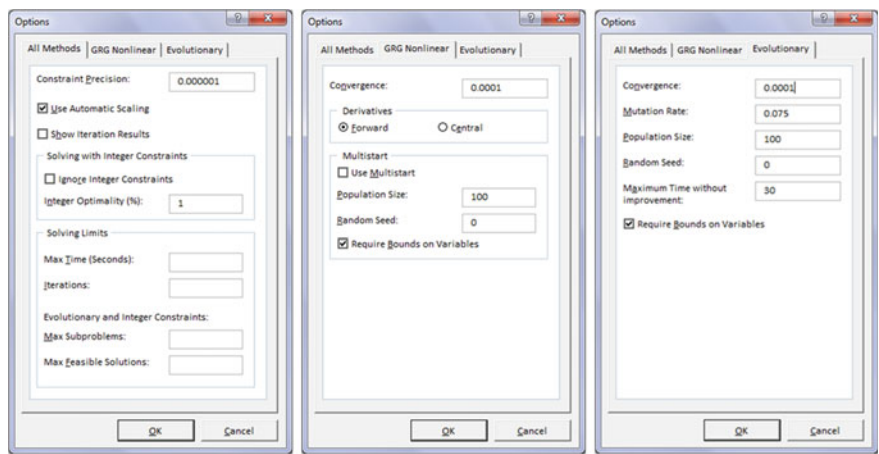 Options
All Methods GRG Nonlinear Evolutionary
Constraint Precision: 0.000001
Use Automatic Scaling
Show Iteration Results
Solving with Integer Constraints
Ignore Integer Constraints
Integer Optimality (%): 1
Solving Limits
Max Time (Seconds):
Iterations:
Evolutionary and Integer Constraints:
Max Subproblems:
Max Feasible Solutions:
OK Cancel
Options
All Methods GRG Nonlinear Evolutionary
Convergence: 0.0001
Derivatives
Forward Central
Multistart
Use Multistart
Population Size: 100
Random Seed: 0
Require Bounds on Variables
OK Cancel
Options
All Methods GRG Nonlinear Evolutionary
Convergence: 0.0001
Mutation Rate: 0.075
Population Size: 100
Random Seed: 0
Maximum Time without 30
improvement:
Require Bounds on Variables
OK Cancel